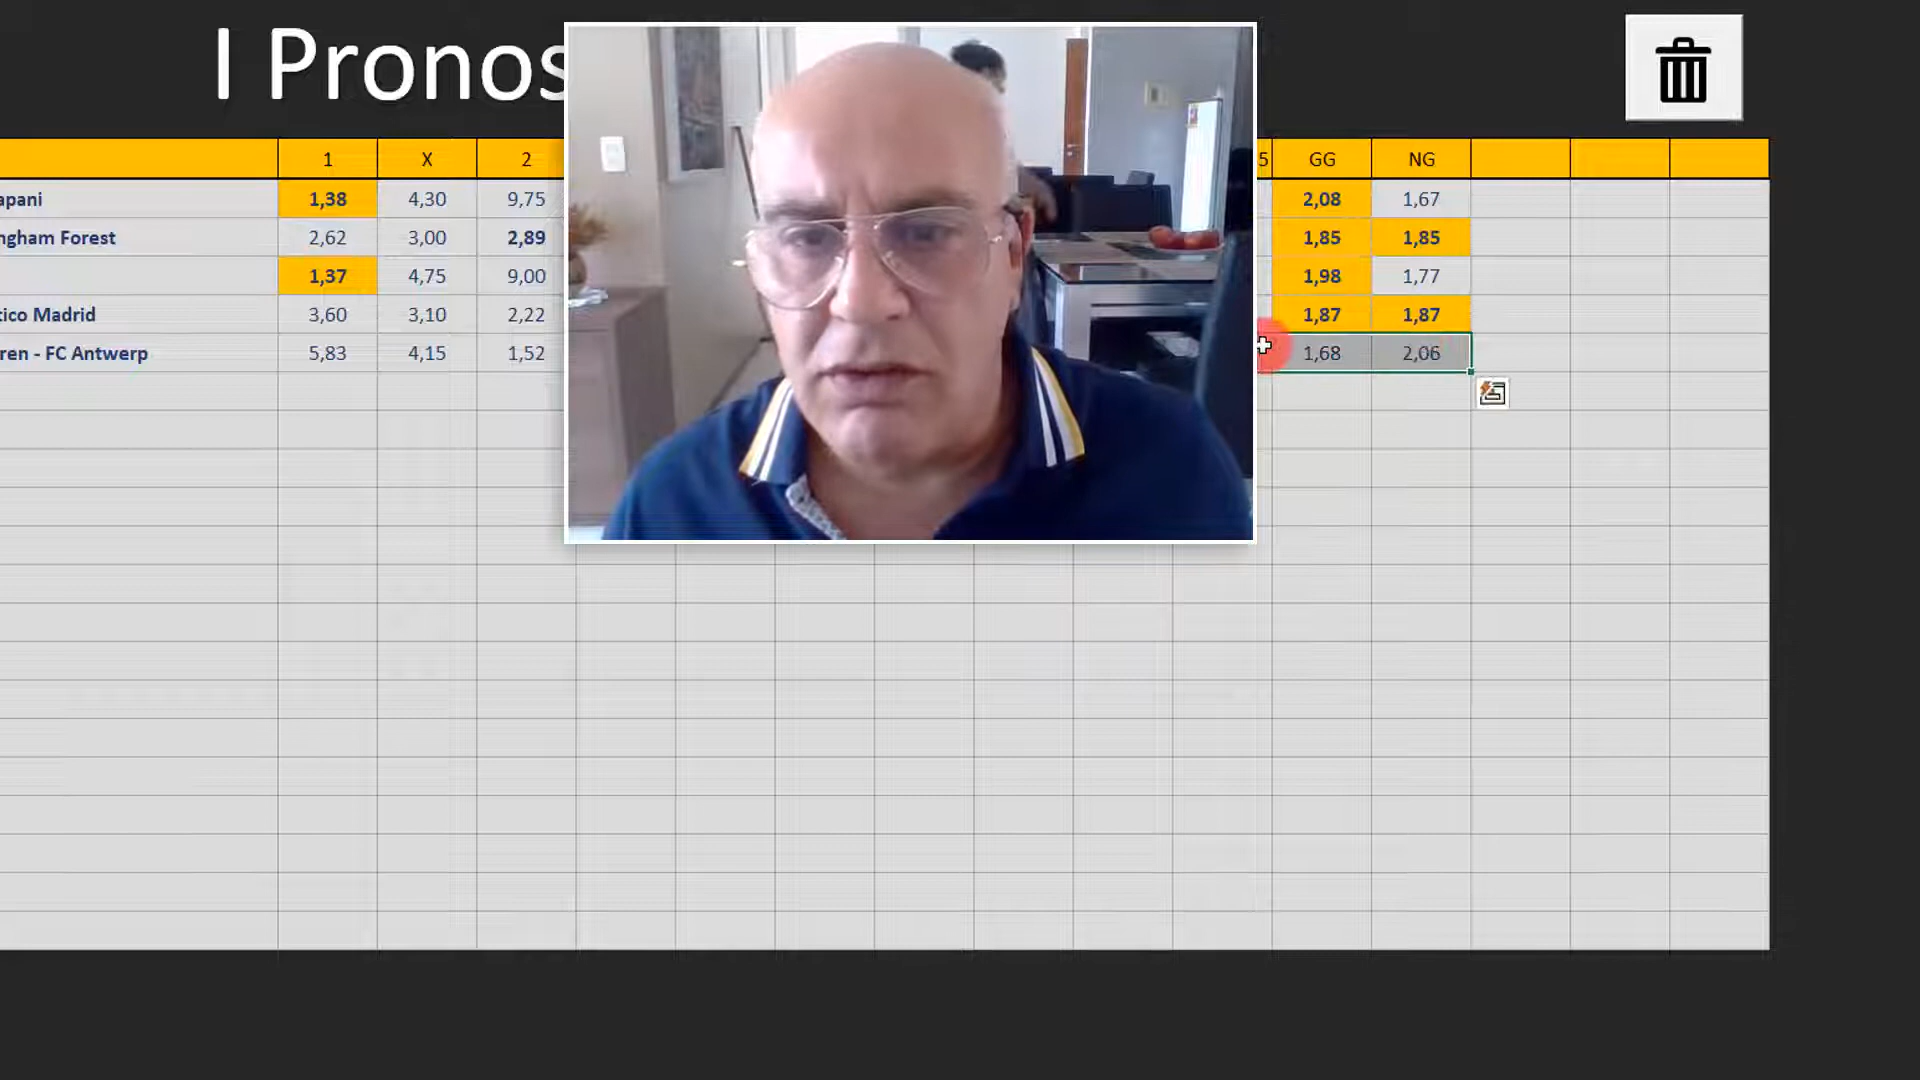 I Pronos
1 X 2 5 GG NG
apani 1,38 4,30 9,75 2,08 1,67
ngham Forest 2,62 3,00 2,89 1,85 1,85
1,37 4,75 9,00 1,98 1,77
tico Madrid 3,60 3,10 2,22 1,87 1,87
ren - FC Antwerp 5,83 4,15 1,52 1,68 2,06